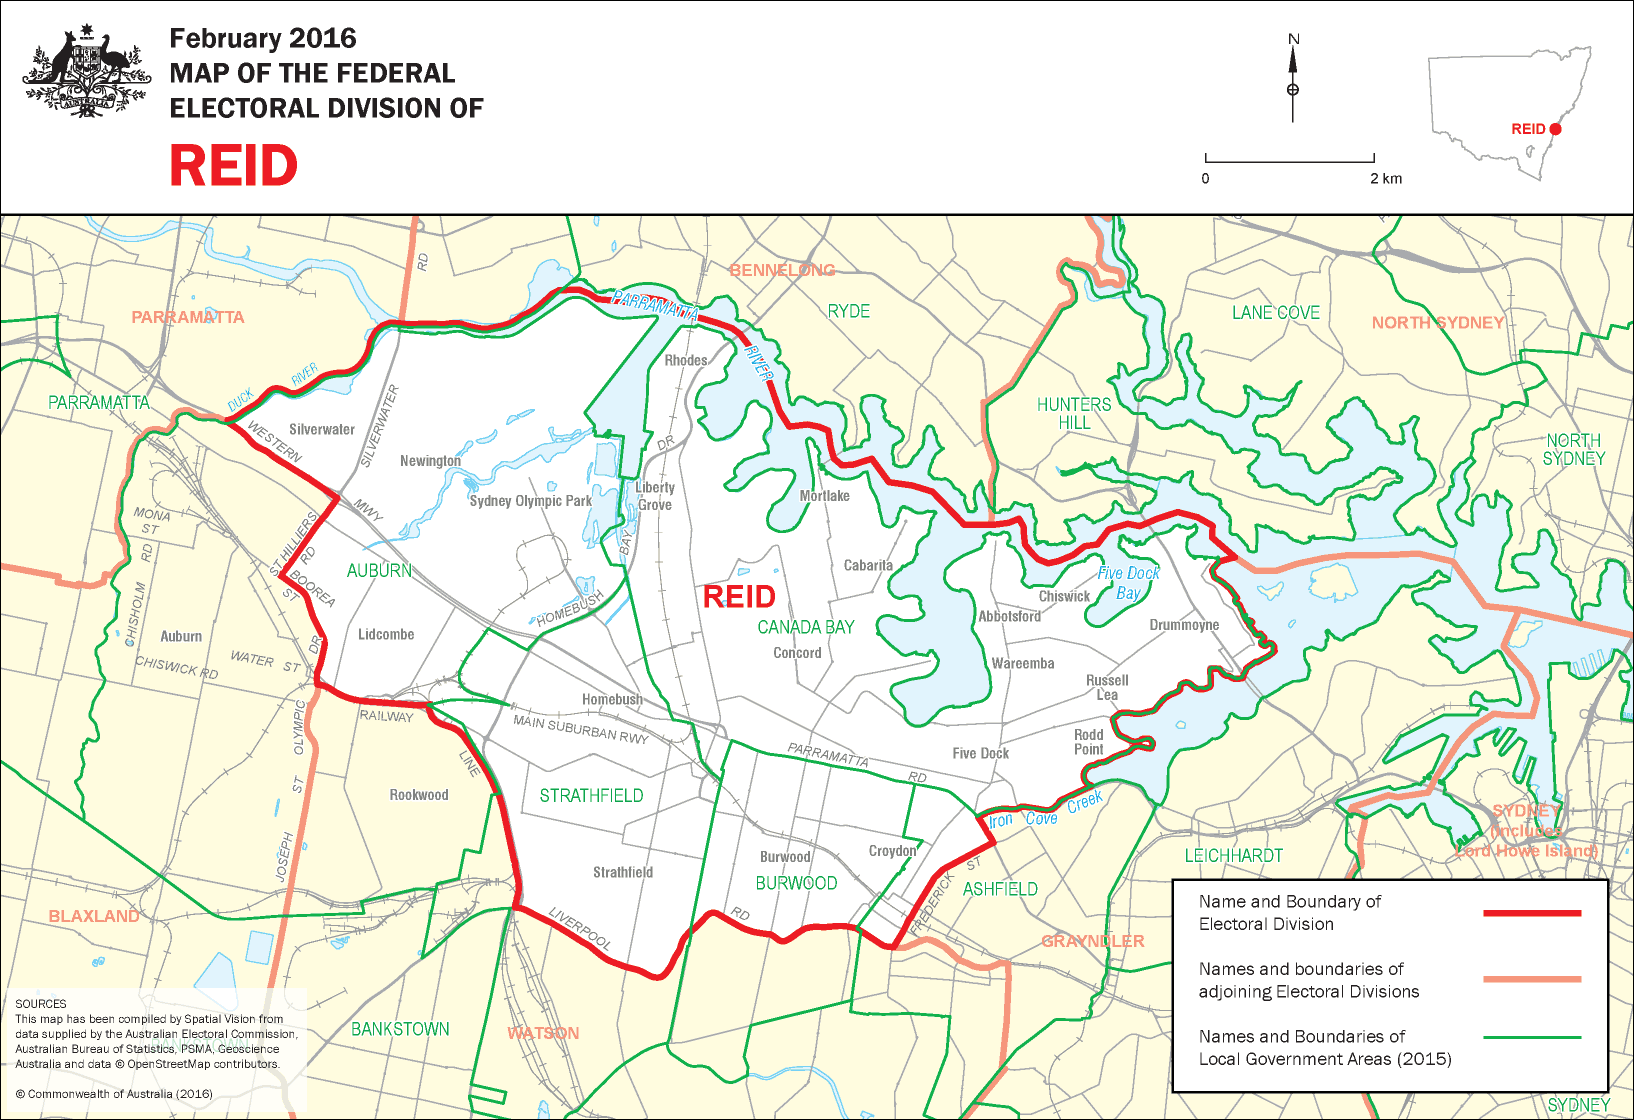 February 2016
MAP OF THE FEDERAL
ELECTORAL DIVISION OF
REID
AUSTRALIA
N
0
2 km
REID
RD
BENNELONG
PARRAMATTA
RYDE
PARRAMATTA
RIVER
LANE COVE
NORTH SYDNEY
Rhodes
DUCK
RIVER
PARRAMATTA
HUNTERS
HILL
SILVERWATER
Silverwater
WESTERN
NORTH
SYDNEY
DR
Newington
Sydney Olympic Park
Liberty
Grove
Mortlake
MWY
MONA
ST
ST HILLIERS
RD
BAY
RD
CHISHOLM
AUBURN
BOOREA
ST
Cabarita
Five Dock
Bay
REID
HOMEBUSH
Chiswick
Abbotsford
Drummoyne
CANADA BAY
Auburn
Lidcombe
DR
Concord
WATER ST
CHISWICK RD
Wareemba
Russell
Lea
Homebush
RAILWAY
MAIN SUBURBAN RWY
OLYMPIC
Rodd
Point
PARRAMATTA
RD
Five Dock
LINE
ST
Rookwood
STRATHFIELD
Iron Cove Creek
SYDNEY
(includes
Lord Howe Island)
JOSEPH
Croydon
Burwood
BURWOOD
Strathfield
LEICHHARDT
ST
FREDERICK
ASHFIELD
BLAXLAND
LIVERPOOL
RD
GRAYNDLER
BANKSTOWN
WATSON
Name and Boundary of
Electoral Division
Names and boundaries of
adjoining Electoral Divisions
Names and Boundaries of
Local Government Areas (2015)
SYDNEY
SOURCES
This map has been compiled by Spatial Vision from
data supplied by the Australian Electoral Commission,
Australian Bureau of Statistics, PSMA, Geoscience
Australia and data © OpenStreetMap contributors.
© Commonwealth of Australia (2016)